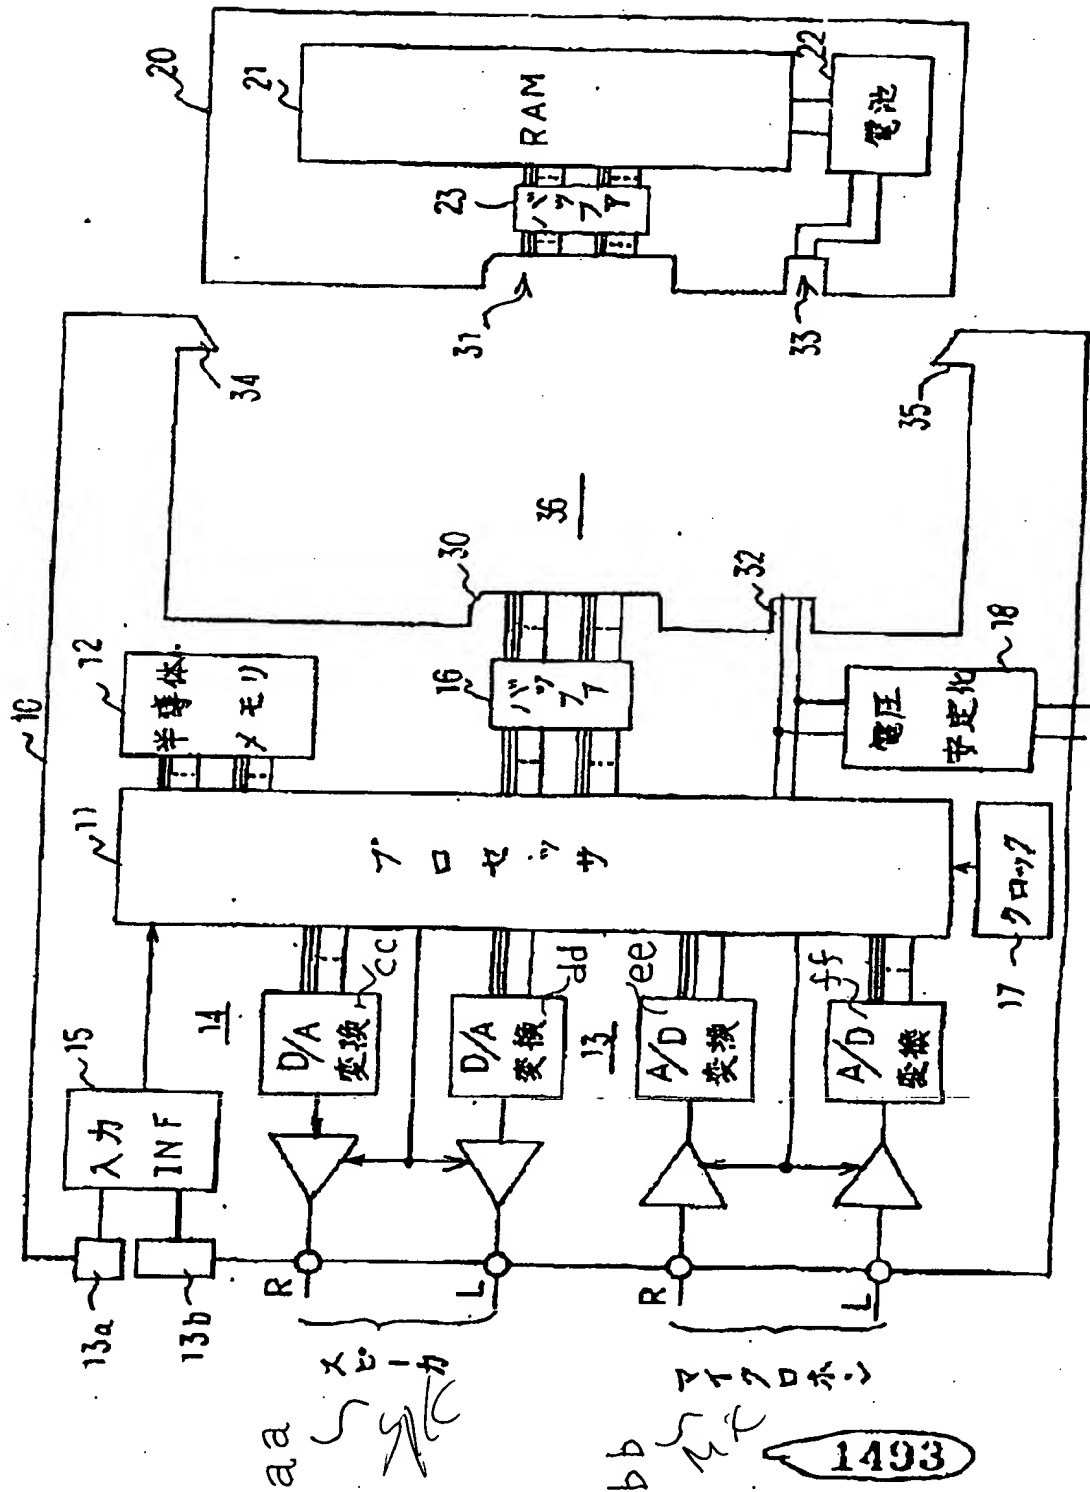 20
21
RAM
22
電池
23
バッファ
31
33
10
34
35
36
30
32
12
半導体
メモリ
16
バッファ
18
電圧
安定化
11
プロセッサ
17
クロック
15
入力
INF
14
D/A
変換
cc
D/A
変換
dd
13
A/D
変換
ee
A/D
変換
ff
13a
13b
R
L
R
L
スピーカ
マイクロホン
aa
bb
1493